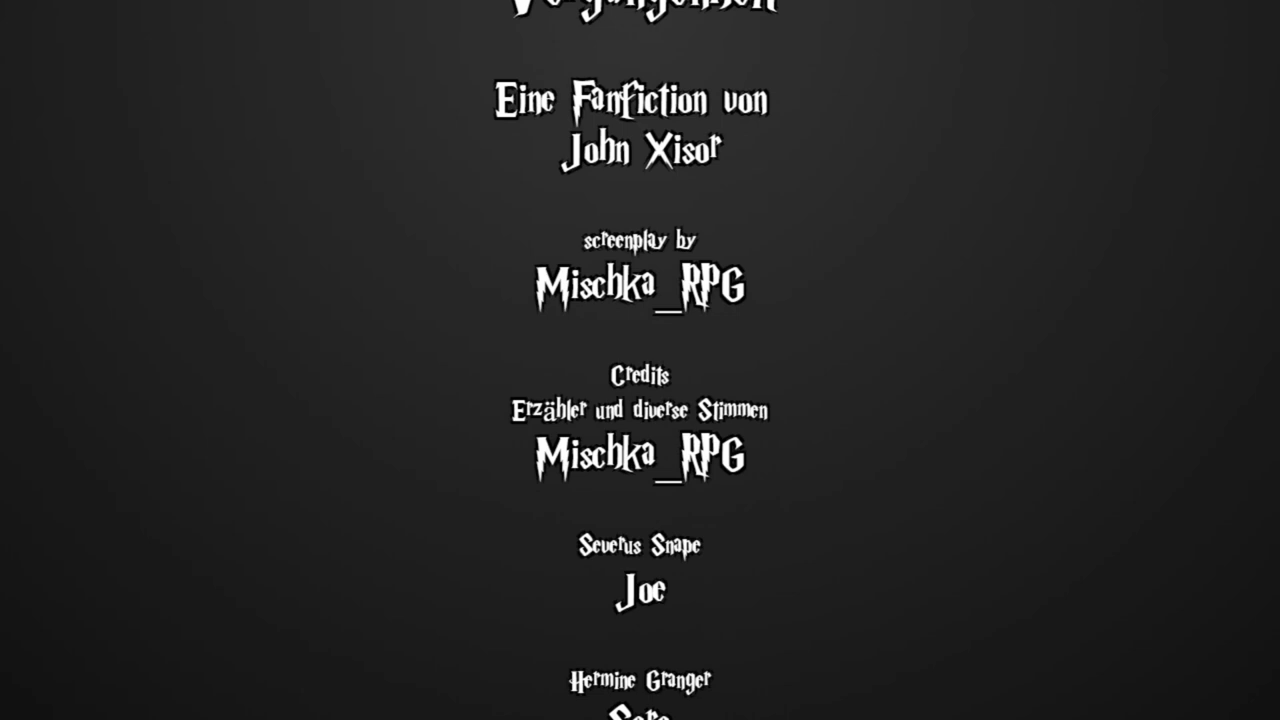 Vergangenheit
Eine Fanfiction von
John Xisor
screenplay by
Mischka_RPG
Credits
Erzähler und diverse Stimmen
Mischka_RPG
Severus Snape
Joe
Hermine Granger